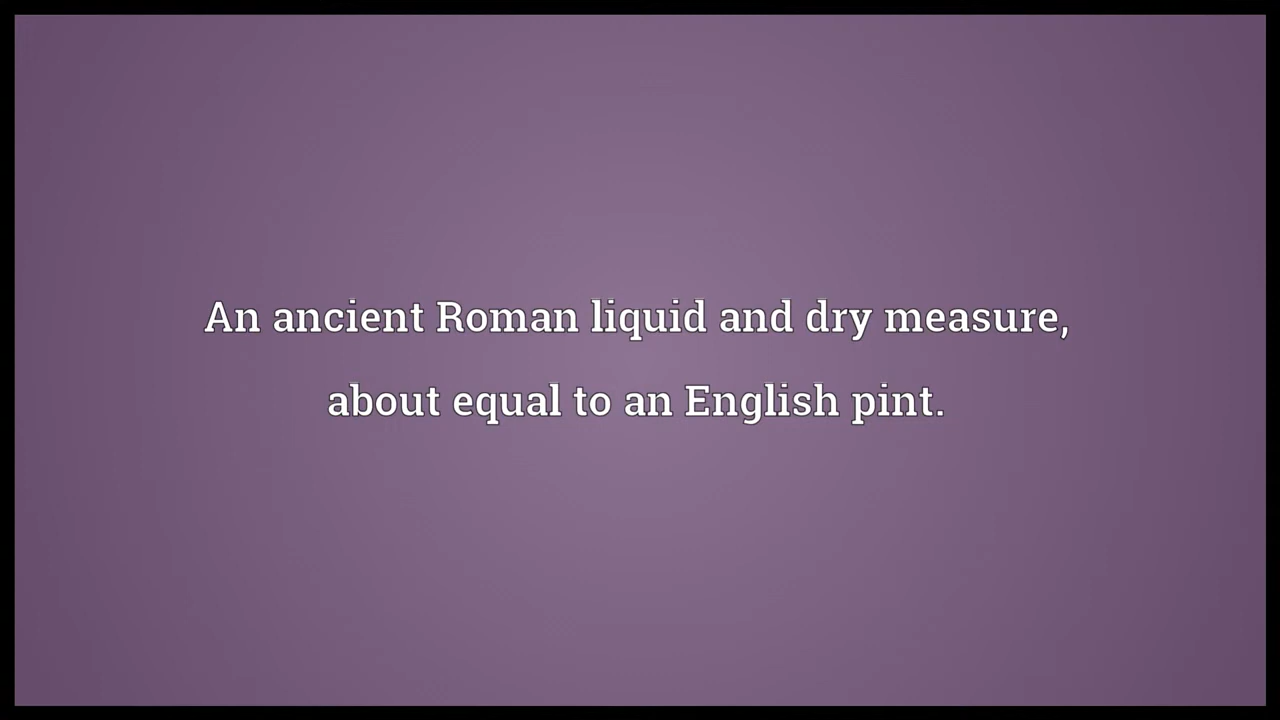 An ancient Roman liquid and dry measure,
about equal to an English pint.